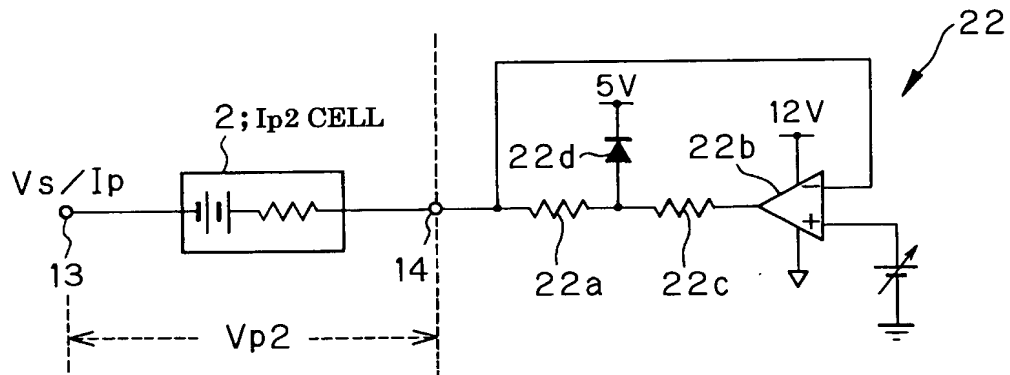 22
5V
12V
2; Ip2 CELL
22d
22b
Vs/Ip
−
+
13
14
22a
22c
Vp2